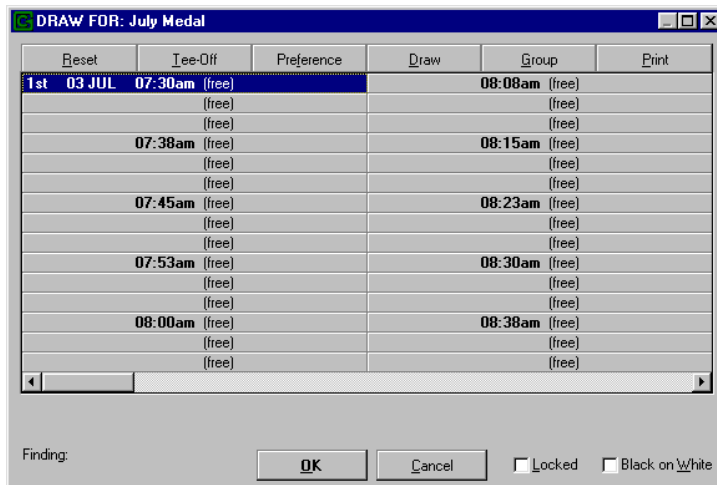 DRAW FOR: July Medal
Reset Tee-Off Preference Draw Group Print
1st 03 JUL 07:30am (free) 08:08am (free)
(free) (free)
(free) (free)
07:38am (free) 08:15am (free)
(free) (free)
(free) (free)
07:45am (free) 08:23am (free)
(free) (free)
(free) (free)
07:53am (free) 08:30am (free)
(free) (free)
(free) (free)
08:00am (free) 08:38am (free)
(free) (free)
(free) (free)
Finding: OK Cancel Locked Black on White